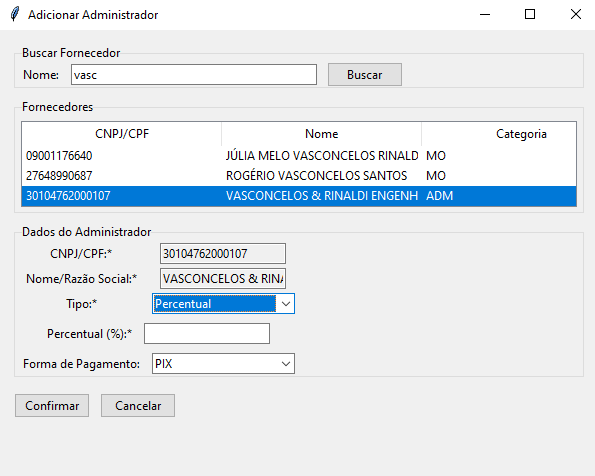 Adicionar Administrador
Buscar Fornecedor
Nome: vasc Buscar
Fornecedores
CNPJ/CPF Nome Categoria
09001176640 JÚLIA MELO VASCONCELOS RINALD MO
27648990687 ROGÉRIO VASCONCELOS SANTOS MO
30104762000107 VASCONCELOS & RINALDI ENGENH ADM
Dados do Administrador
CNPJ/CPF:* 30104762000107
Nome/Razão Social:* VASCONCELOS & RINA
Tipo:* Percentual
Percentual (%):*
Forma de Pagamento: PIX
Confirmar Cancelar